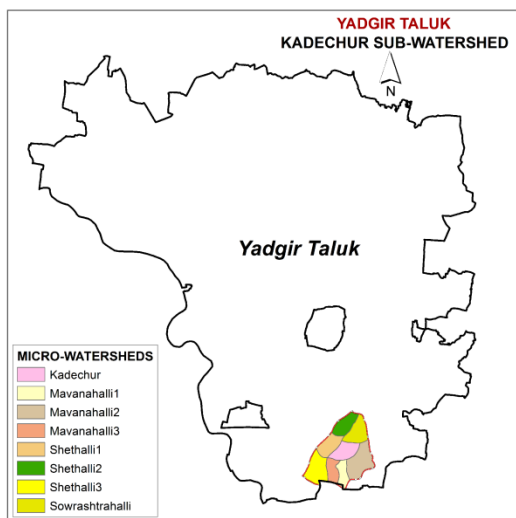 YADGIR TALUK
KADECHUR SUB-WATERSHED
N
Yadgir Taluk
MICRO-WATERSHEDS
Kadechur
Mavanahalli1
Mavanahalli2
Mavanahalli3
Shethalli1
Shethalli2
Shethalli3
Sowrashtrahalli